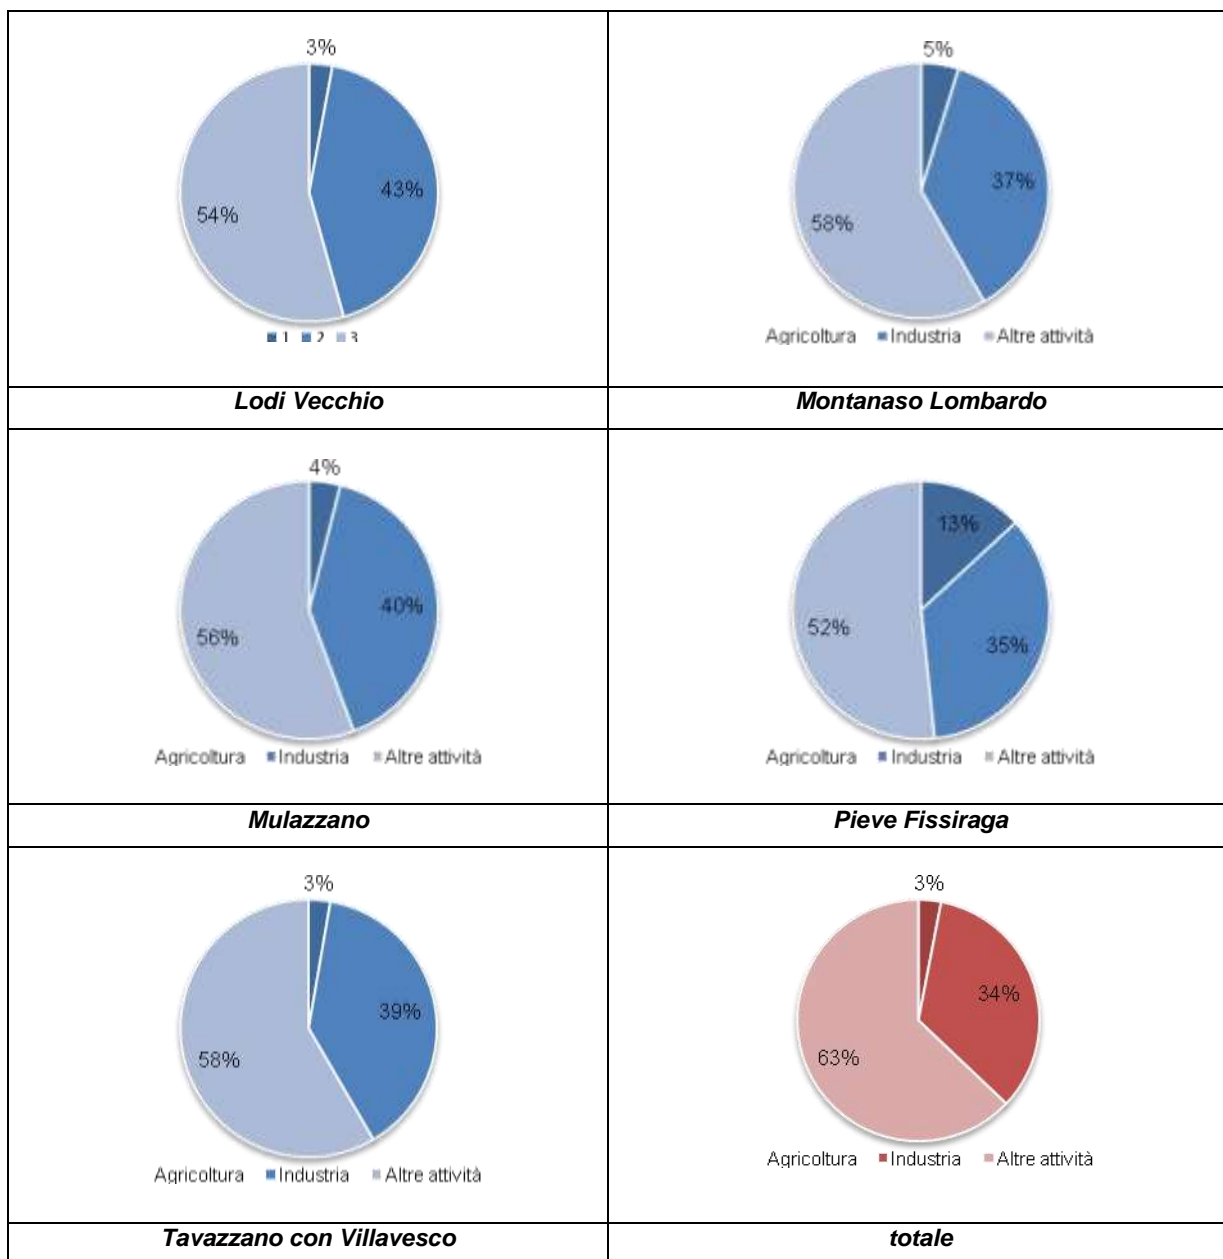 3%
43%
54%
1 2 3
Lodi Vecchio
5%
37%
58%
Agricoltura Industria Altre attività
Montanaso Lombardo
4%
40%
56%
Agricoltura Industria Altre attività
Mulazzano
13%
35%
52%
Agricoltura Industria Altre attività
Pieve Fissiraga
3%
39%
58%
Agricoltura Industria Altre attività
Tavazzano con Villavesco
3%
34%
63%
Agricoltura Industria Altre attività
totale